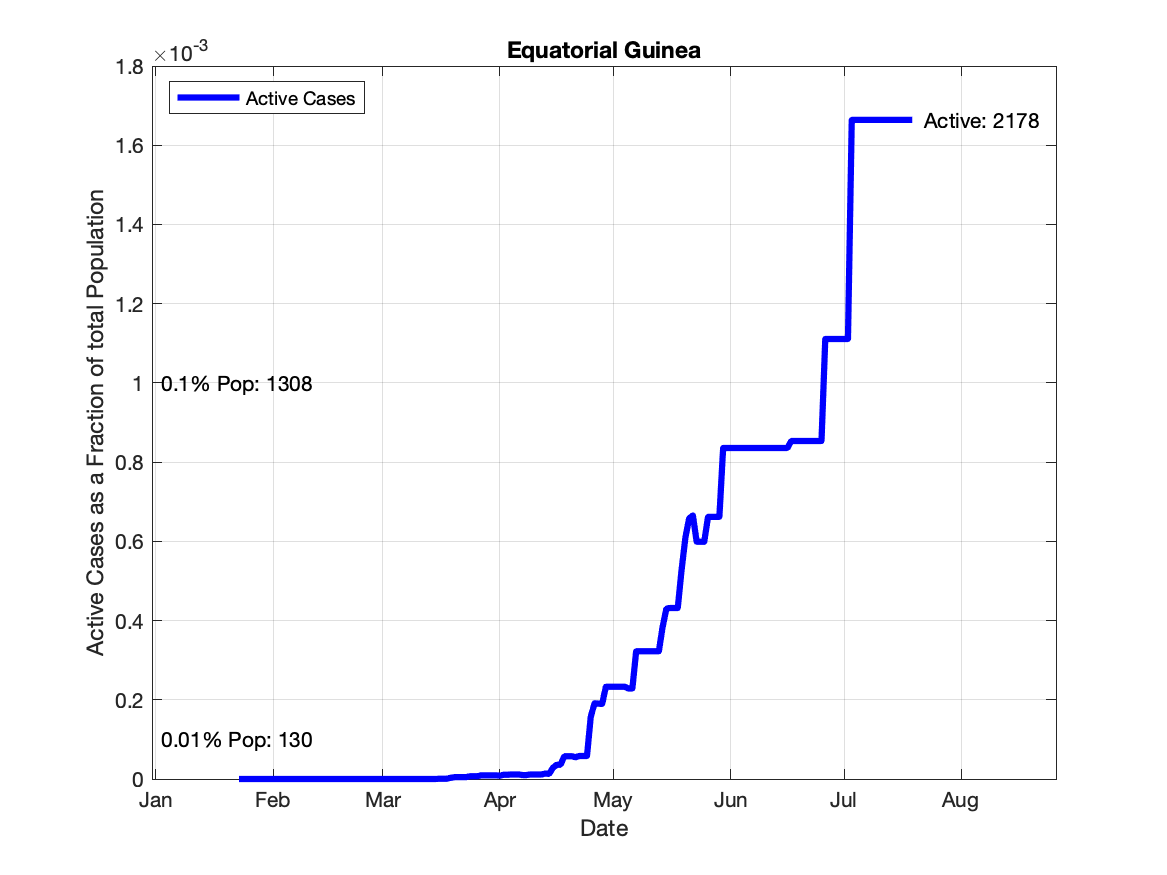 ×10-3
Equatorial Guinea
1.8
Active Cases
Active: 2178
1.6
1.4
1.2
1
0.1% Pop: 1308
0.8
0.6
0.4
0.2
0.01% Pop: 130
0
Active Cases as a Fraction of total Population
Jan Feb Mar Apr May Jun Jul Aug
Date